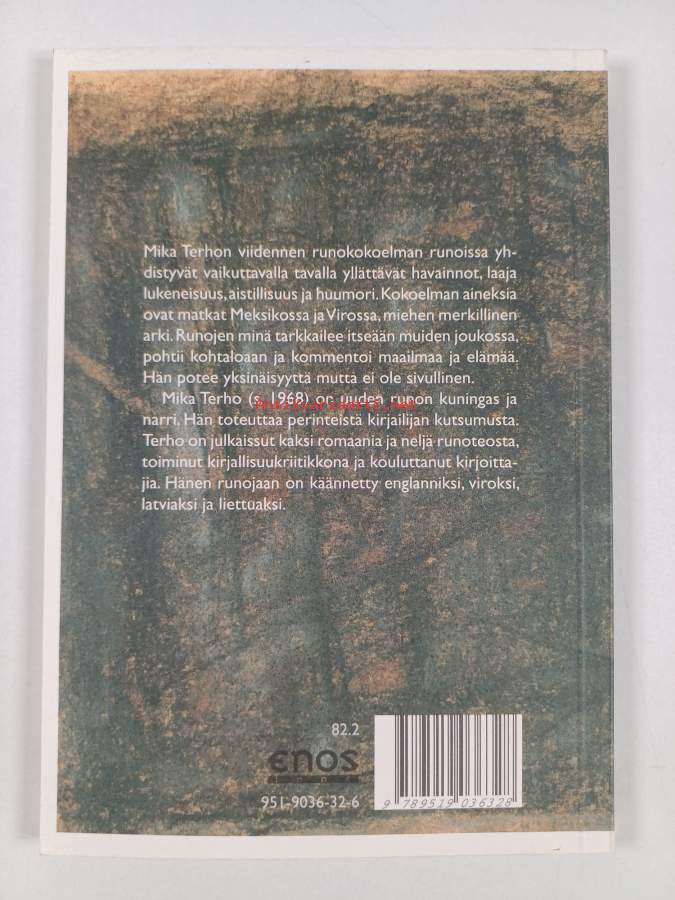 Mika Terhon viidennen runokokoelman runoissa yh-
distyvät vaikuttavalla tavalla yllättävät havainnot, laaja
lukeneisuus, aistillisuus ja huumori. Kokoelman aineksia
ovat matkat Meksikossa ja Virossa, miehen merkillinen
arki. Runojen minä tarkkailee itseään muiden joukossa,
pohtii kohtaloaan ja kommentoi maailmaa ja elämää.
Hän potee yksinäisyyttä mutta ei ole sivullinen.
Mika Terho (s. 1968) on uuden runon kuningas ja
narri. Hän toteuttaa perinteistä kirjailijan kutsumusta.
Terho on julkaissut kaksi romaania ja neljä runoteosta,
toiminut kirjallisuukriitikkona ja kouluttanut kirjoitta-
jia. Hänen runojaan on käännetty englanniksi, viroksi,
latviaksi ja liettuaksi.
82.2
enos
951-9036-32-6
9 789519 036328